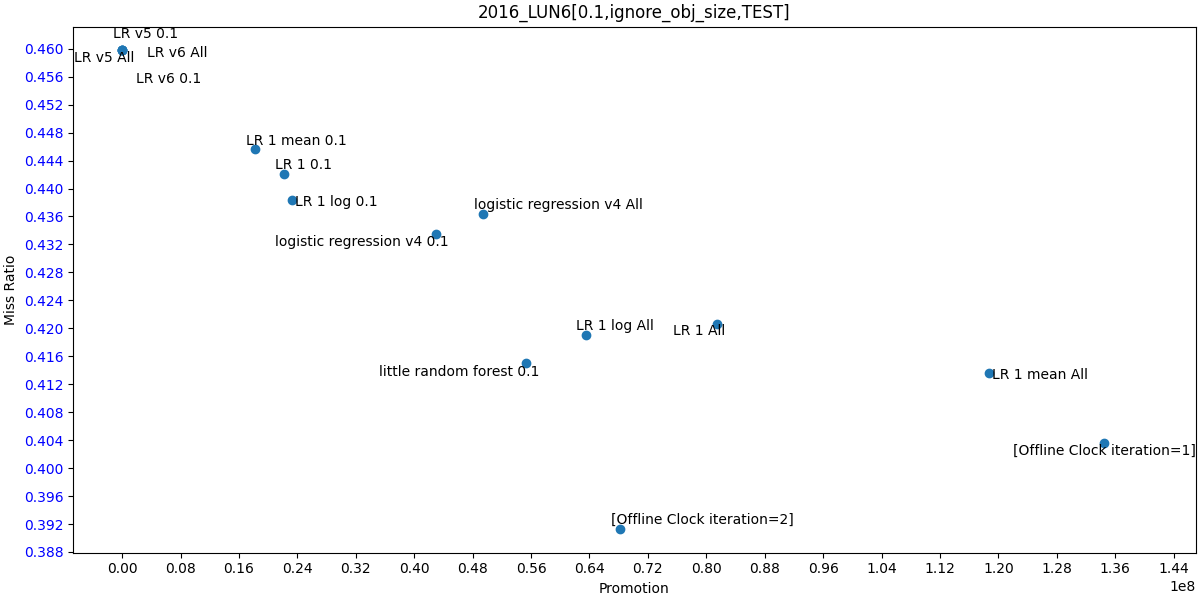 2016_LUN6[0.1,ignore_obj_size,TEST]
LR v5 0.1
LR v5 All
LR v6 All
LR v6 0.1
LR 1 mean 0.1
LR 1 0.1
LR 1 log 0.1
logistic regression v4 All
logistic regression v4 0.1
LR 1 log All
LR 1 All
little random forest 0.1
LR 1 mean All
[Offline Clock iteration=1]
[Offline Clock iteration=2]
Miss Ratio
0.460
0.456
0.452
0.448
0.444
0.440
0.436
0.432
0.428
0.424
0.420
0.416
0.412
0.408
0.404
0.400
0.396
0.392
0.388
0.00 0.08 0.16 0.24 0.32 0.40 0.48 0.56 0.64 0.72 0.80 0.88 0.96 1.04 1.12 1.20 1.28 1.36 1.44
1e8
Promotion